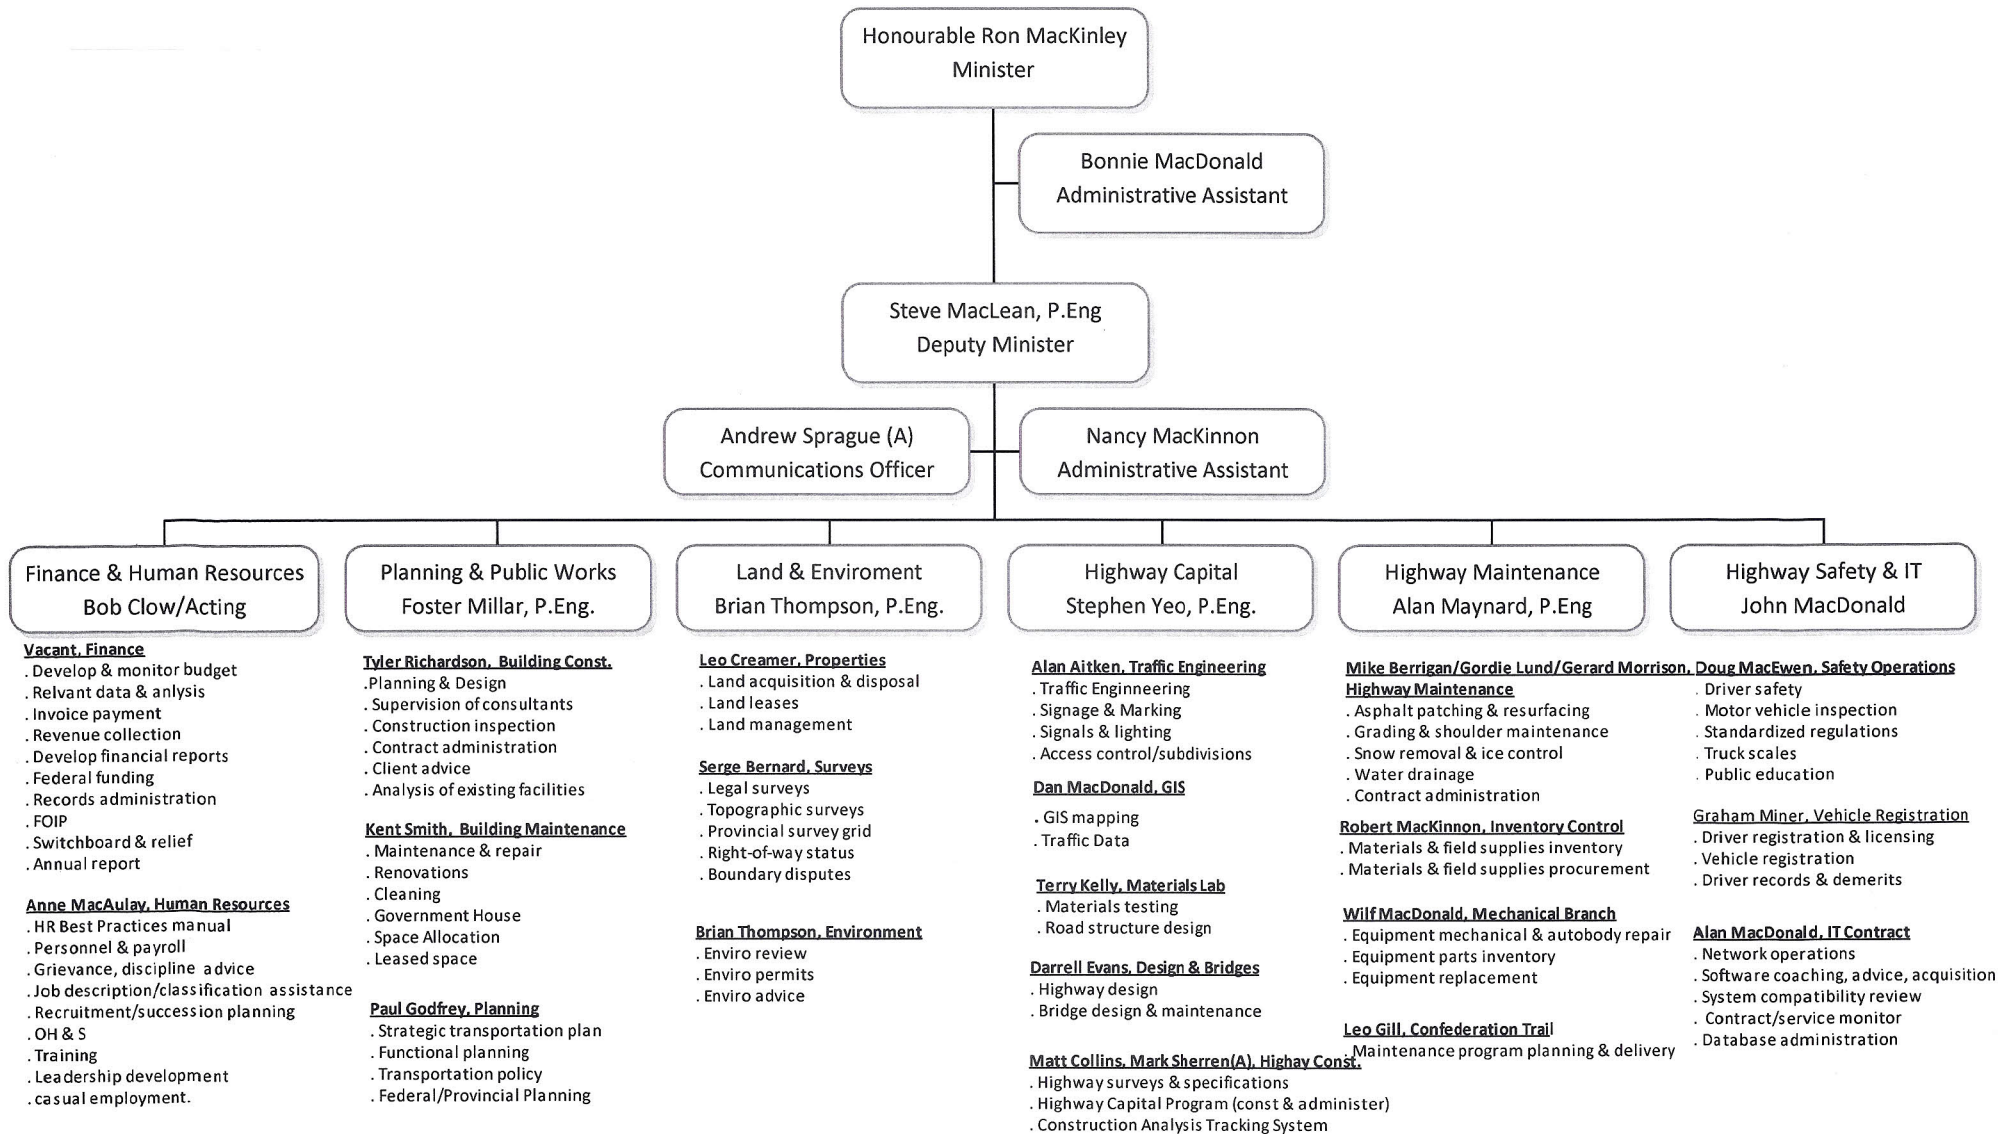 Honourable Ron MacKinley
Minister
Bonnie MacDonald
Administrative Assistant
Steve MacLean, P.Eng
Deputy Minister
Andrew Sprague (A)
Communications Officer
Nancy MacKinnon
Administrative Assistant
Finance & Human Resources
Bob Clow/Acting
Vacant, Finance
. Develop & monitor budget
. Relvant data & anlysis
. Invoice payment
. Revenue collection
. Develop financial reports
. Federal funding
. Records administration
. FOIP
. Switchboard & relief
. Annual report
Anne MacAulay, Human Resources
. HR Best Practices manual
. Personnel & payroll
. Grievance, discipline advice
. Job description/classification assistance
. Recruitment/succession planning
. OH & S
. Training
. Leadership development
. casual employment.
Planning & Public Works
Foster Millar, P.Eng.
Tyler Richardson, Building Const.
.Planning & Design
. Supervision of consultants
. Construction inspection
. Contract administration
. Client advice
. Analysis of existing facilities
Kent Smith, Building Maintenance
. Maintenance & repair
. Renovations
. Cleaning
. Government House
. Space Allocation
. Leased space
Paul Godfrey, Planning
. Strategic transportation plan
. Functional planning
. Transportation policy
. Federal/Provincial Planning
Land & Enviroment
Brian Thompson, P.Eng.
Leo Creamer, Properties
. Land acquisition & disposal
. Land leases
. Land management
Serge Bernard, Surveys
. Legal surveys
. Topographic surveys
. Provincial survey grid
. Right-of-way status
. Boundary disputes
Brian Thompson, Environment
. Enviro review
. Enviro permits
. Enviro advice
Highway Capital
Stephen Yeo, P.Eng.
Alan Aitken, Traffic Engineering
. Traffic Enginneering
. Signage & Marking
. Signals & lighting
. Access control/subdivisions
Dan MacDonald, GIS
. GIS mapping
. Traffic Data
Terry Kelly, Materials Lab
. Materials testing
. Road structure design
Darrell Evans, Design & Bridges
. Highway design
. Bridge design & maintenance
Matt Collins, Mark Sherren(A), Highay Const.
. Highway surveys & specifications
. Highway Capital Program (const & administer)
. Construction Analysis Tracking System
Highway Maintenance
Alan Maynard, P.Eng
Mike Berrigan/Gordie Lund/Gerard Morrison,
Highway Maintenance
. Asphalt patching & resurfacing
. Grading & shoulder maintenance
. Snow removal & ice control
. Water drainage
. Contract administration
Robert MacKinnon, Inventory Control
. Materials & field supplies inventory
. Materials & field supplies procurement
Wilf MacDonald, Mechanical Branch
. Equipment mechanical & autobody repair
. Equipment parts inventory
. Equipment replacement
Leo Gill, Confederation Trail
. Maintenance program planning & delivery
Highway Safety & IT
John MacDonald
Doug MacEwen, Safety Operations
. Driver safety
. Motor vehicle inspection
. Standardized regulations
. Truck scales
. Public education
Graham Miner, Vehicle Registration
. Driver registration & licensing
. Vehicle registration
. Driver records & demerits
Alan MacDonald, IT Contract
. Network operations
. Software coaching, advice, acquisition
. System compatibility review
. Contract/service monitor
. Database administration